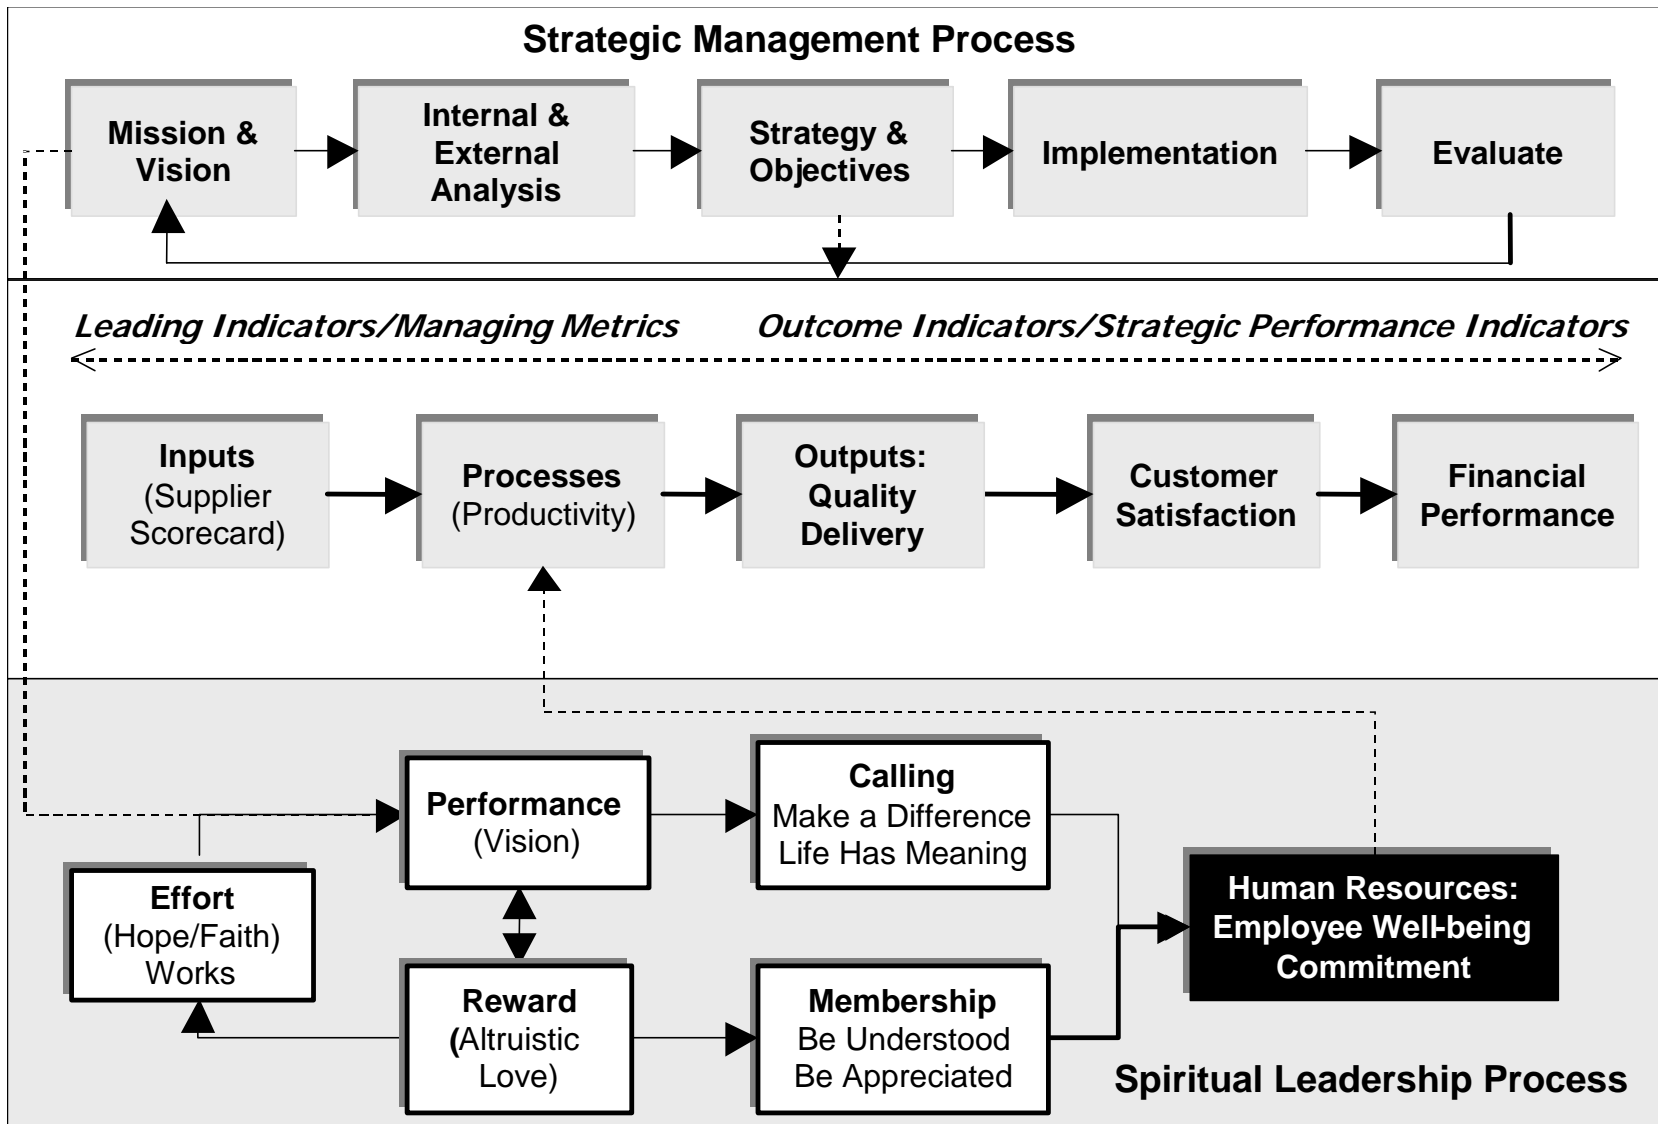 Strategic Management Process
Mission &
Vision
Internal &
External
Analysis
Strategy &
Objectives
Implementation
Evaluate
Leading Indicators/Managing Metrics
Outcome Indicators/Strategic Performance Indicators
Inputs
(Supplier
Scorecard)
Processes
(Productivity)
Outputs:
Quality
Delivery
Customer
Satisfaction
Financial
Performance
Performance
(Vision)
Calling
Make a Difference
Life Has Meaning
Effort
(Hope/Faith)
Works
Human Resources:
Employee Well-being
Commitment
Reward
(Altruistic
Love)
Membership
Be Understood
Be Appreciated
Spiritual Leadership Process